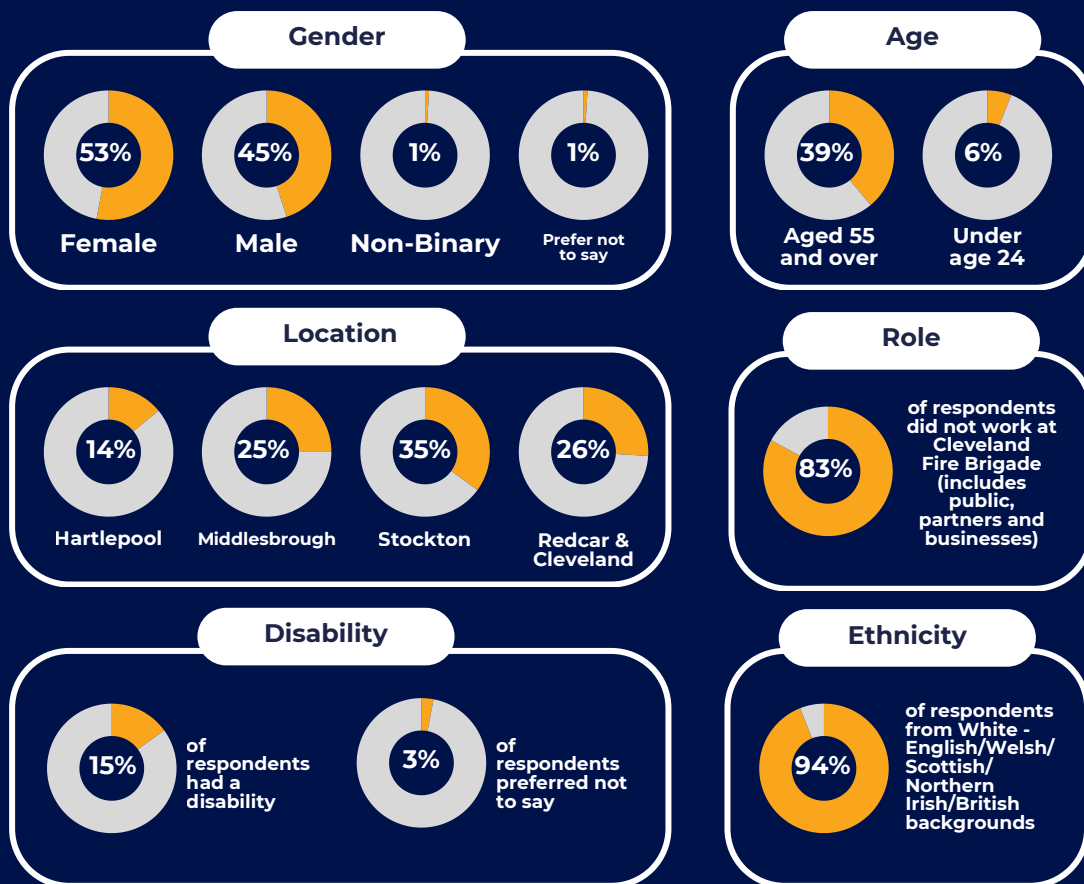 Gender
53%
45%
1%
1%
Female
Male
Non-Binary
Prefer not
to say
Age
39%
6%
Aged 55
and over
Under
age 24
Location
14%
25%
35%
26%
Hartlepool
Middlesbrough
Stockton
Redcar &
Cleveland
Role
83%
of respondents
did not work at
Cleveland
Fire Brigade
(includes
public,
partners and
businesses)
Disability
15%
of
respondents
had a
disability
3%
of
respondents
preferred not
to say
Ethnicity
94%
of respondents
from White -
English/Welsh/
Scottish/
Northern
Irish/British
backgrounds